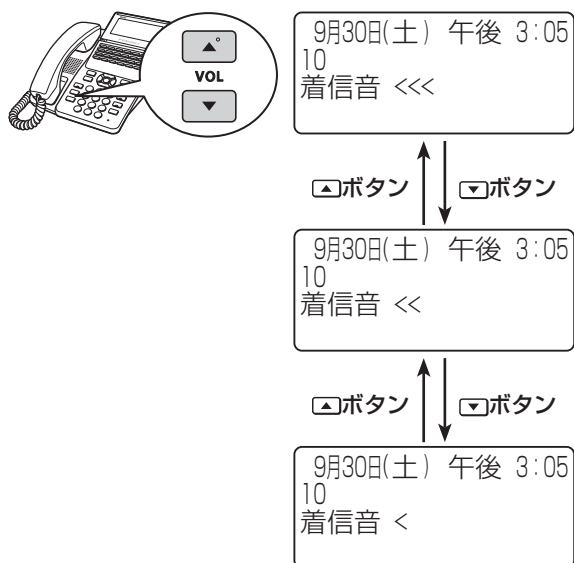 ▲
VOL
▼
9月30日(土) 午後 3:05
10
着信音 <<<
▲ボタン ▼ボタン
9月30日(土) 午後 3:05
10
着信音 <<
▲ボタン ▼ボタン
9月30日(土) 午後 3:05
10
着信音 <